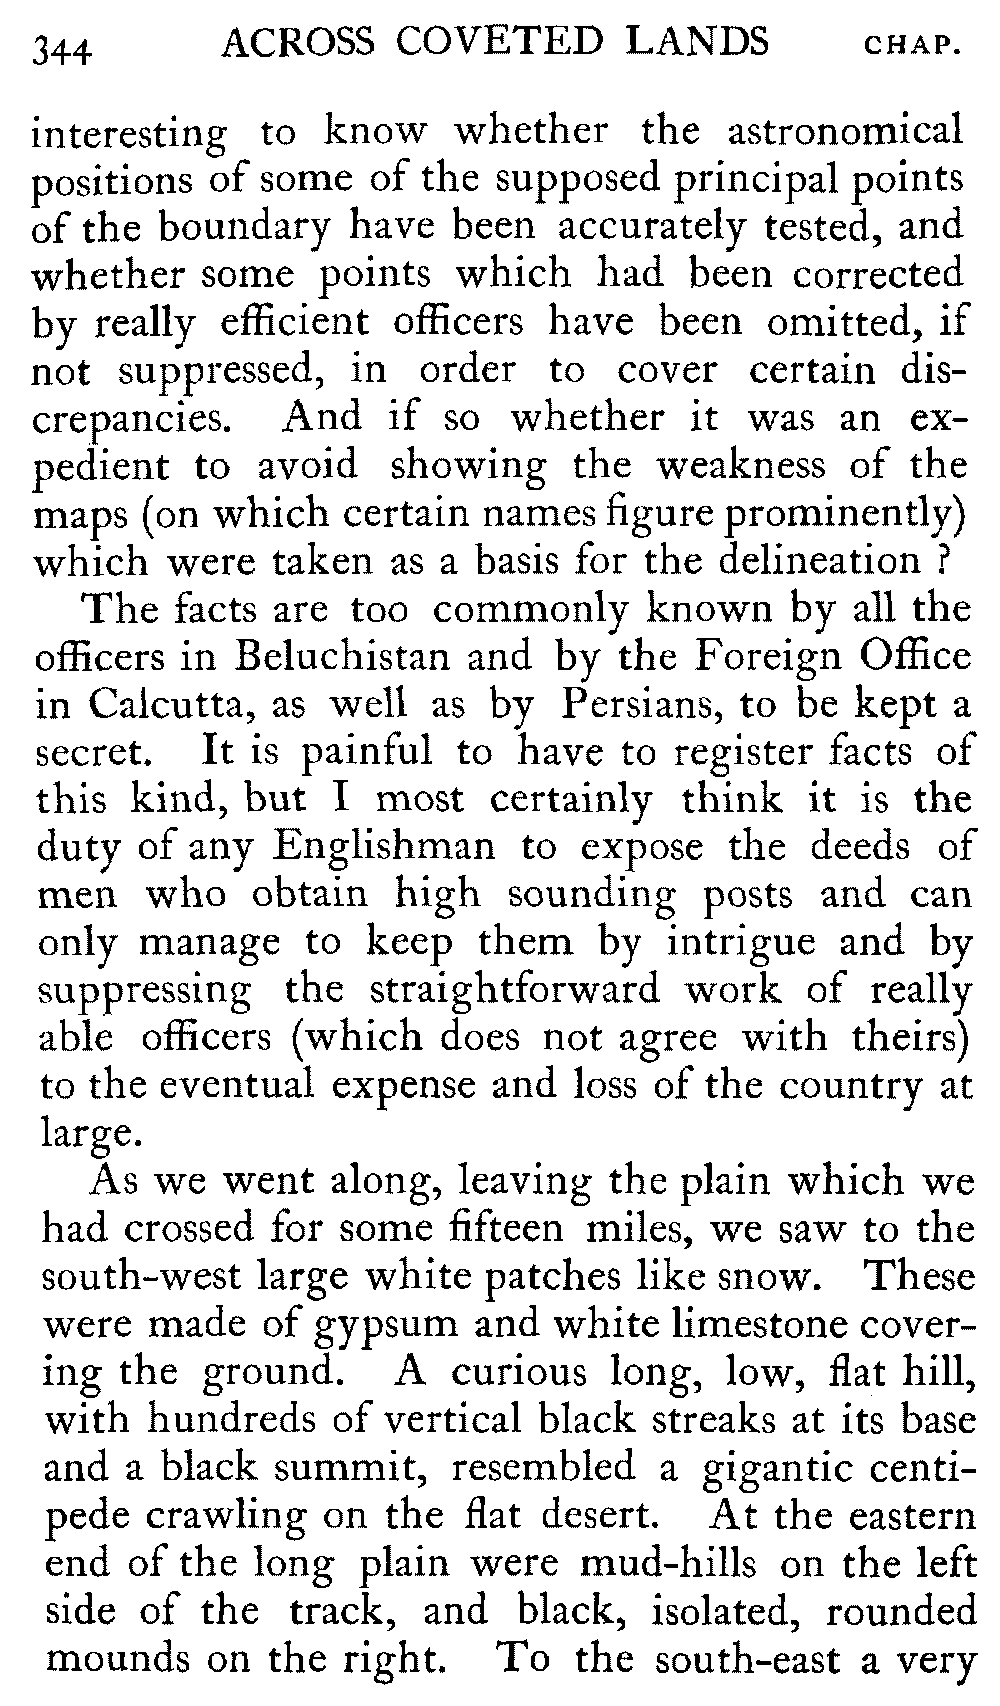 344 ACROSS COVETED LANDS CHAP.
interesting to know whether the astronomical
positions of some of the supposed principal points
of the boundary have been accurately tested, and
whether some points which had been corrected
by really efficient officers have been omitted, if
not suppressed, in order to cover certain dis-
crepancies. And if so whether it was an ex-
pedient to avoid showing the weakness of the
maps (on which certain names figure prominently)
which were taken as a basis for the delineation ?
The facts are too commonly known by all the
officers in Beluchistan and by the Foreign Office
in Calcutta, as well as by Persians, to be kept a
secret. It is painful to have to register facts of
this kind, but I most certainly think it is the
duty of any Englishman to expose the deeds of
men who obtain high sounding posts and can
only manage to keep them by intrigue and by
suppressing the straightforward work of really
able officers (which does not agree with theirs)
to the eventual expense and loss of the country at
large.
As we went along, leaving the plain which we
had crossed for some fifteen miles, we saw to the
south-west large white patches like snow. These
were made of gypsum and white limestone cover-
ing the ground. A curious long, low, flat hill,
with hundreds of vertical black streaks at its base
and a black summit, resembled a gigantic centi-
pede crawling on the flat desert. At the eastern
end of the long plain were mud-hills on the left
side of the track, and black, isolated, rounded
mounds on the right. To the south-east a very